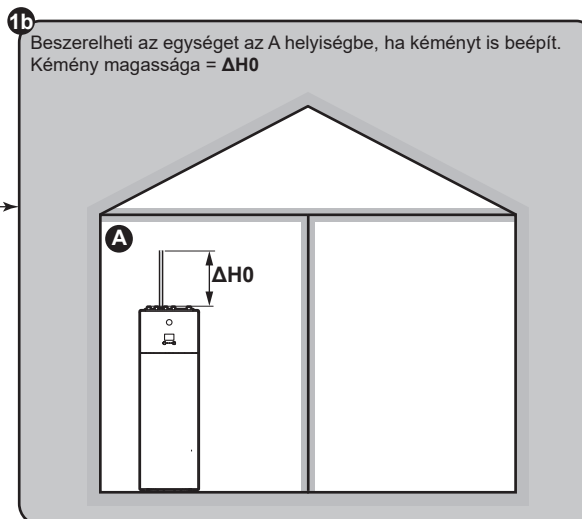 1b
Beszerelheti az egységet az A helyiségbe, ha kéményt is beépít.
Kémény magassága = ΔH0
A
ΔH0